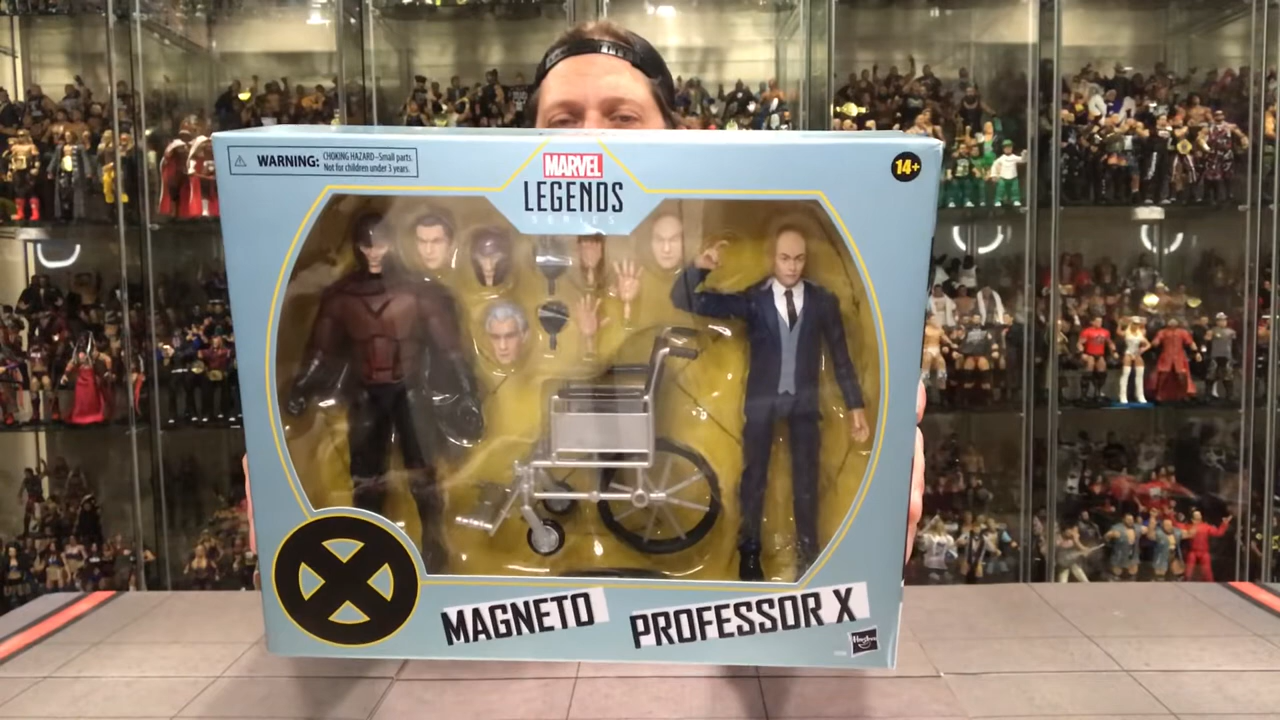 WARNING: CHOKING HAZARD–Small parts.
Not for children under 3 years.
MARVEL
LEGENDS
SERIES
14+
MAGNETO
PROFESSOR X
Hasbro